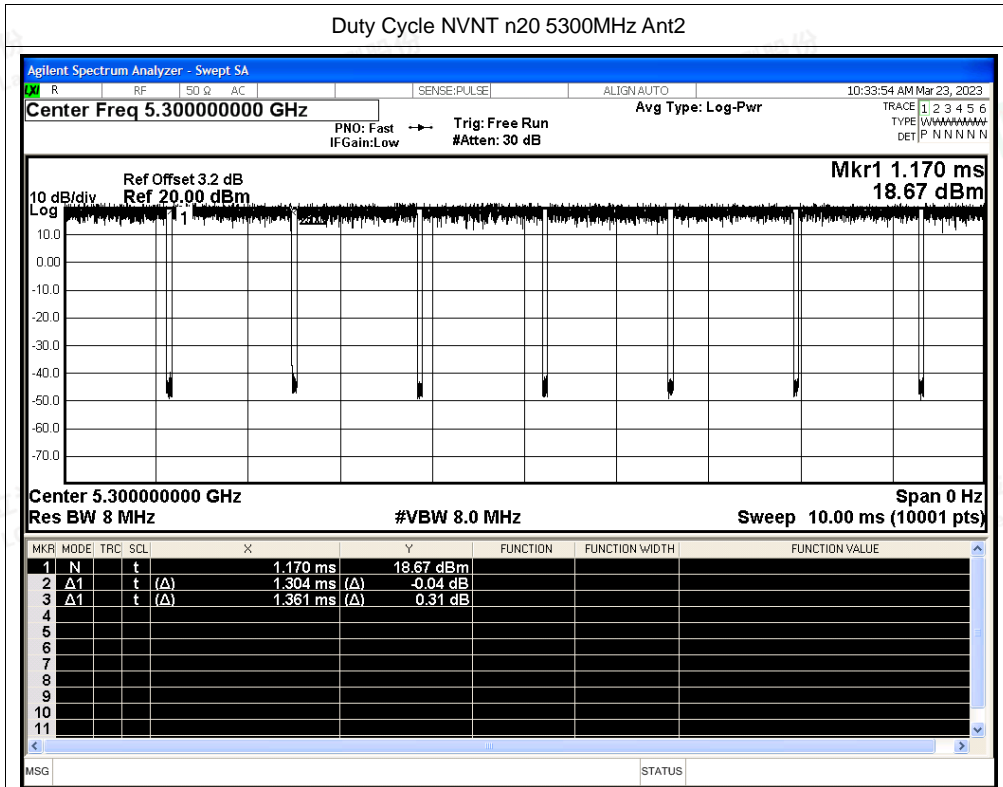 Duty Cycle NVNT n20 5300MHz Ant2
Agilent Spectrum Analyzer - Swept SA
LXI R RF 50 Ω AC SENSE:PULSE ALIGN AUTO 10:33:54 AM Mar 23, 2023
Center Freq 5.300000000 GHz
Avg Type: Log-Pwr
TRACE 1 2 3 4 5 6
TYPE
DET P N N N N N
PNO: Fast
IFGain:Low
Trig: Free Run
#Atten: 30 dB
Mkr1 1.170 ms
18.67 dBm
Ref Offset 3.2 dB
10 dB/div Ref 20.00 dBm
Log
1
10.0
0.00
-10.0
-20.0
-30.0
-40.0
-50.0
-60.0
-70.0
Center 5.300000000 GHz Span 0 Hz
Res BW 8 MHz #VBW 8.0 MHz Sweep 10.00 ms (10001 pts)
MKR MODE TRC SCL X Y FUNCTION FUNCTION WIDTH FUNCTION VALUE
1 N t 1.170 ms 18.67 dBm
2 Δ1 t (Δ) 1.304 ms (Δ) -0.04 dB
3 Δ1 t (Δ) 1.361 ms (Δ) 0.31 dB
4
5
6
7
8
9
10
11
MSG STATUS